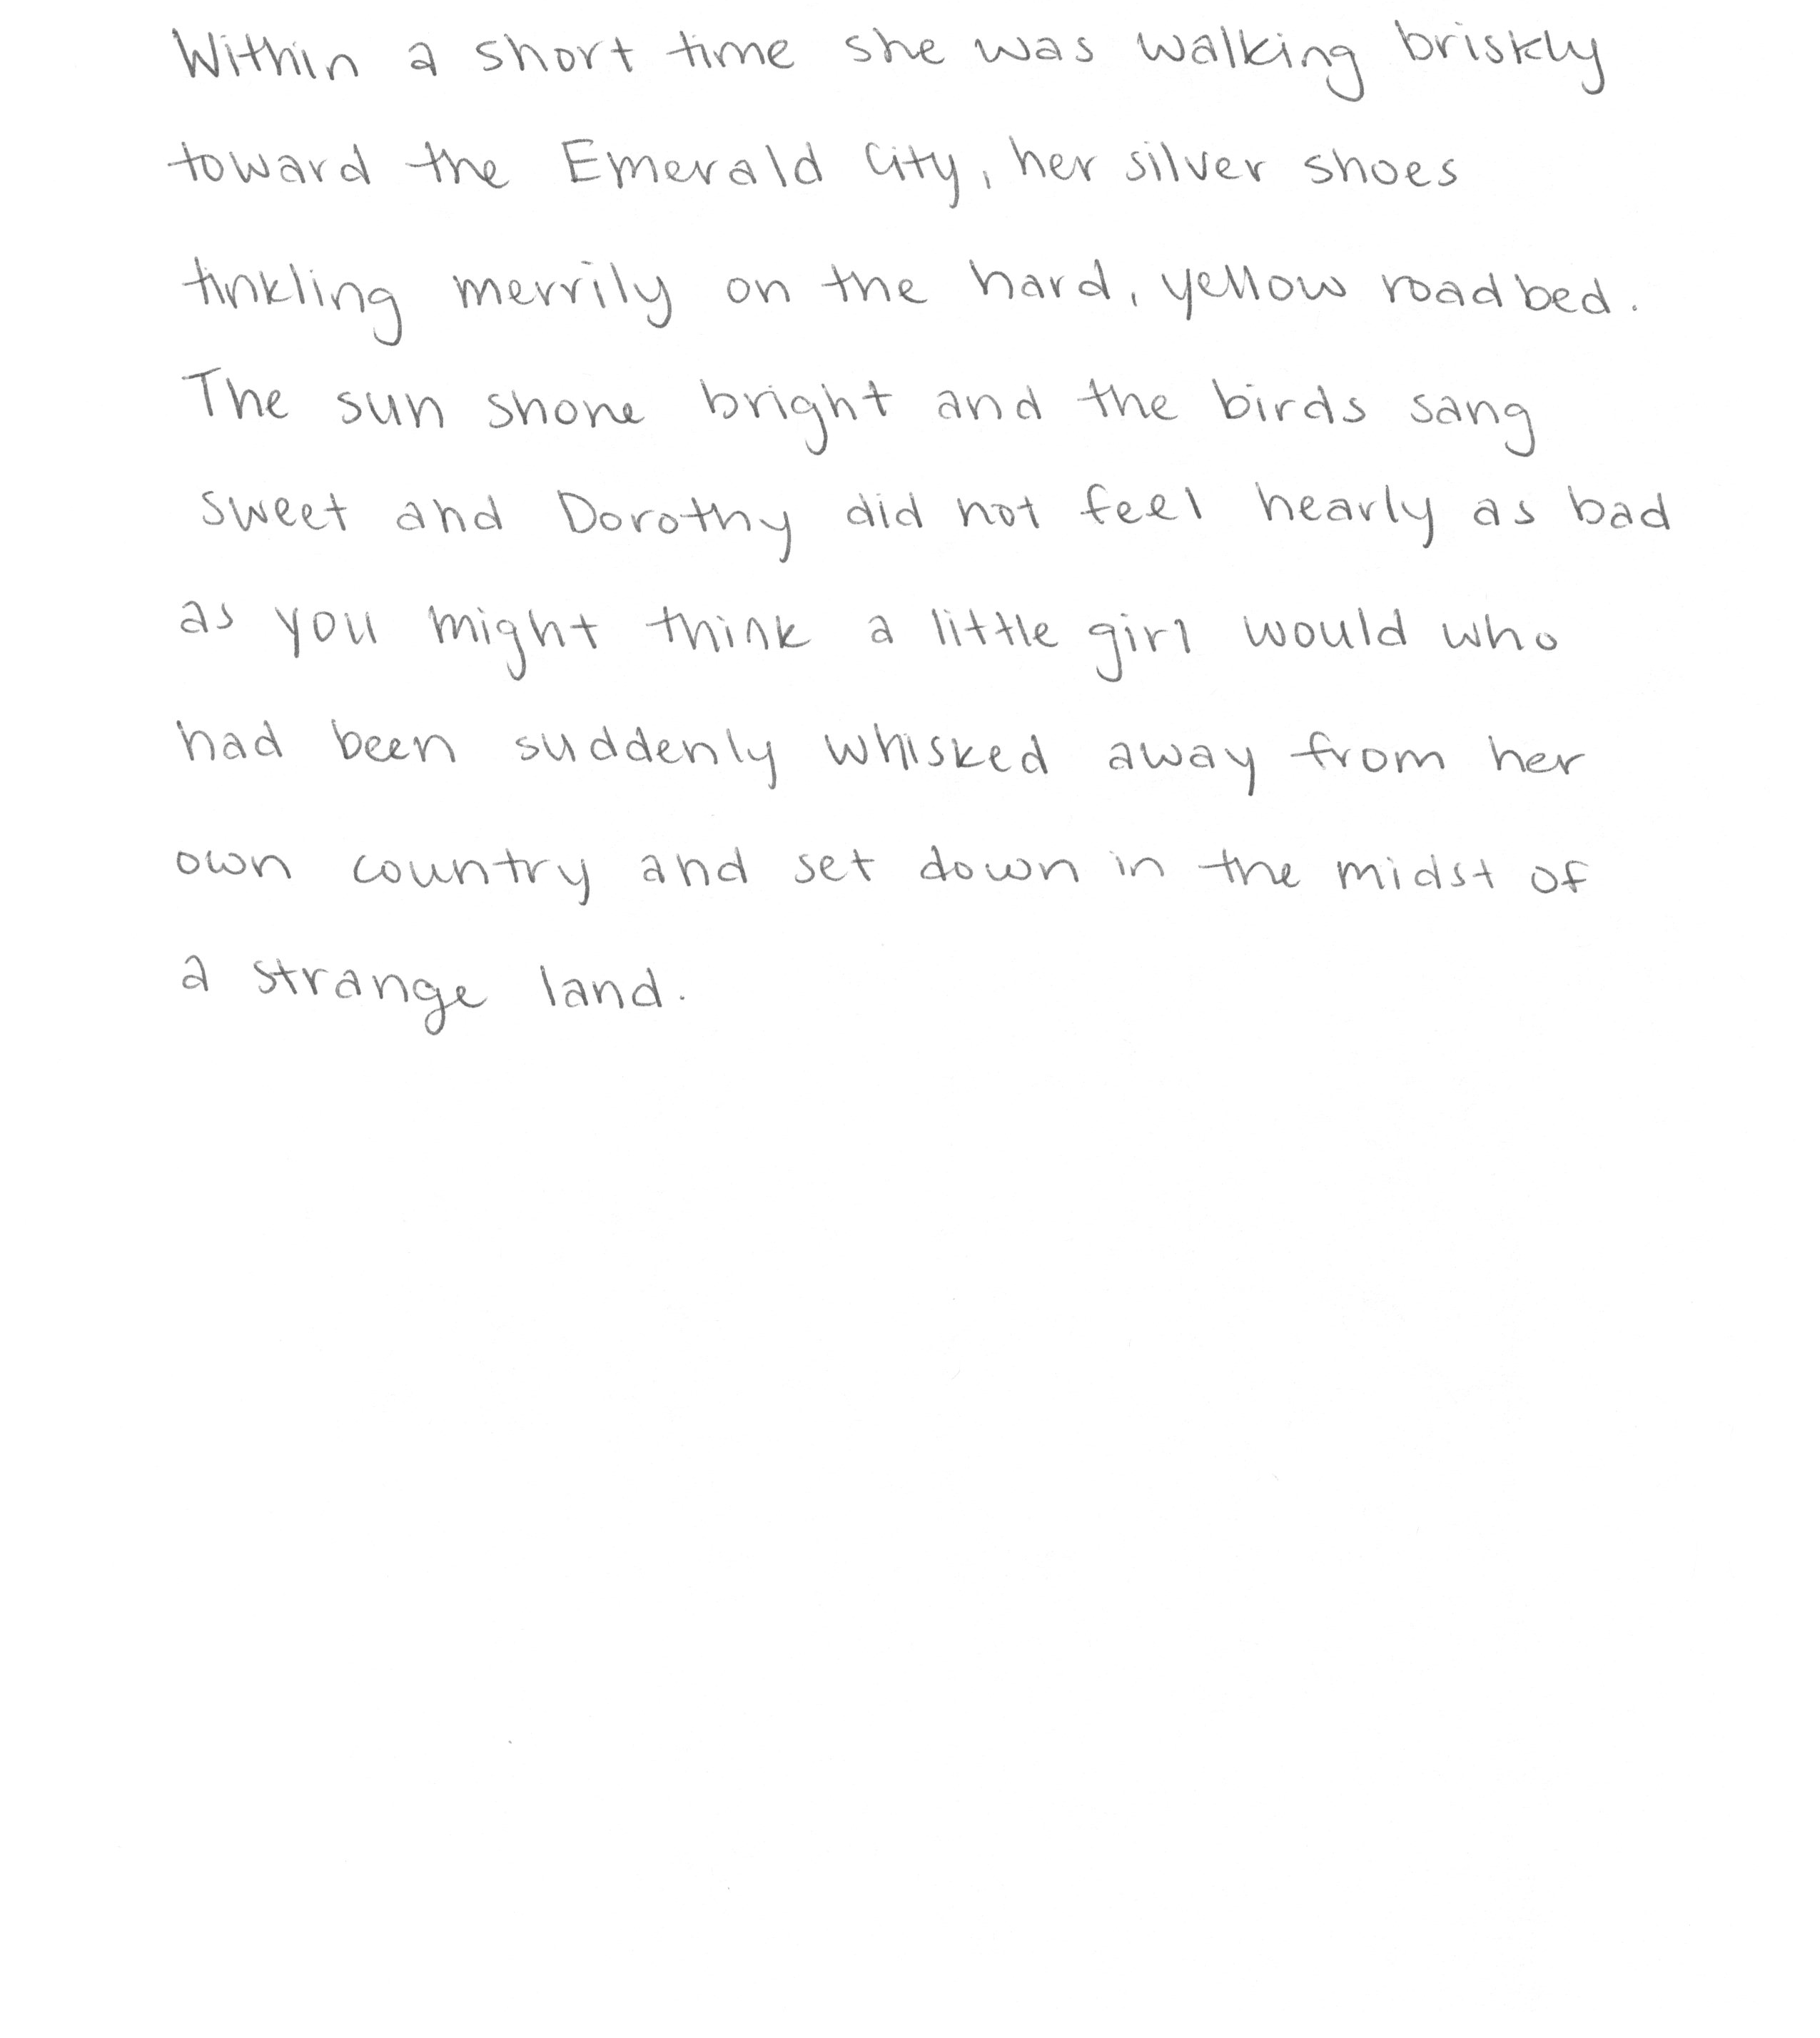 Within a short time she was walking briskly
toward the Emerald City, her silver shoes
tinkling merrily on the hard, yellow roadbed.
The sun shone bright and the birds sang
sweet and Dorothy did not feel nearly as bad
as you might think a little girl would who
had been suddenly whisked away from her
own country and set down in the midst of
a strange land.